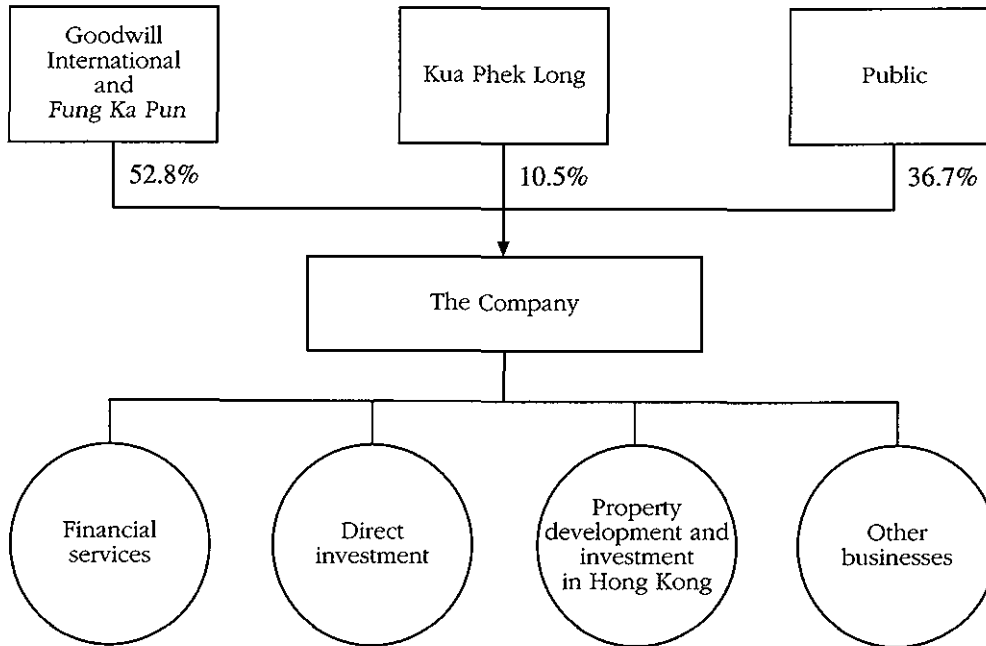 Goodwill
International
and
Fung Ka Pun
Kua Phek Long
Public
52.8%
10.5%
36.7%
The Company
Financial
services
Direct
investment
Property
development and
investment
in Hong Kong
Other
businesses